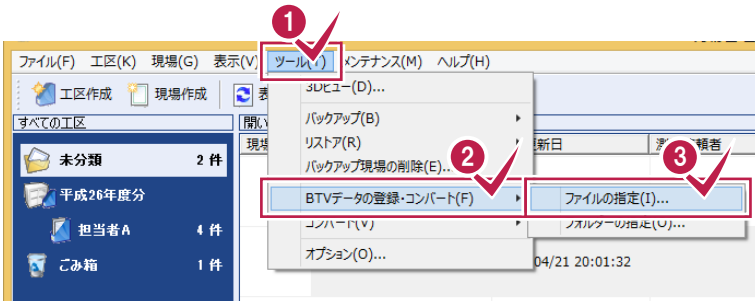 1
ファイル(F) 工区(K) 現場(G) 表示(V) ツール(T) メンテナンス(M) ヘルプ(H)
工区作成 現場作成
すべての工区
未分類 2 件
平成26年度分
担当者A 4 件
ごみ箱 1 件
3Dビュー(D)...
バックアップ(B)
リストア(R)
バックアップ現場の削除(E)...
2
BTVデータの登録・コンバート(F)
コンバート(V)
オプション(O)...
3
ファイルの指定(I)...
フォルダーの指定(O)...
04/21 20:01:32